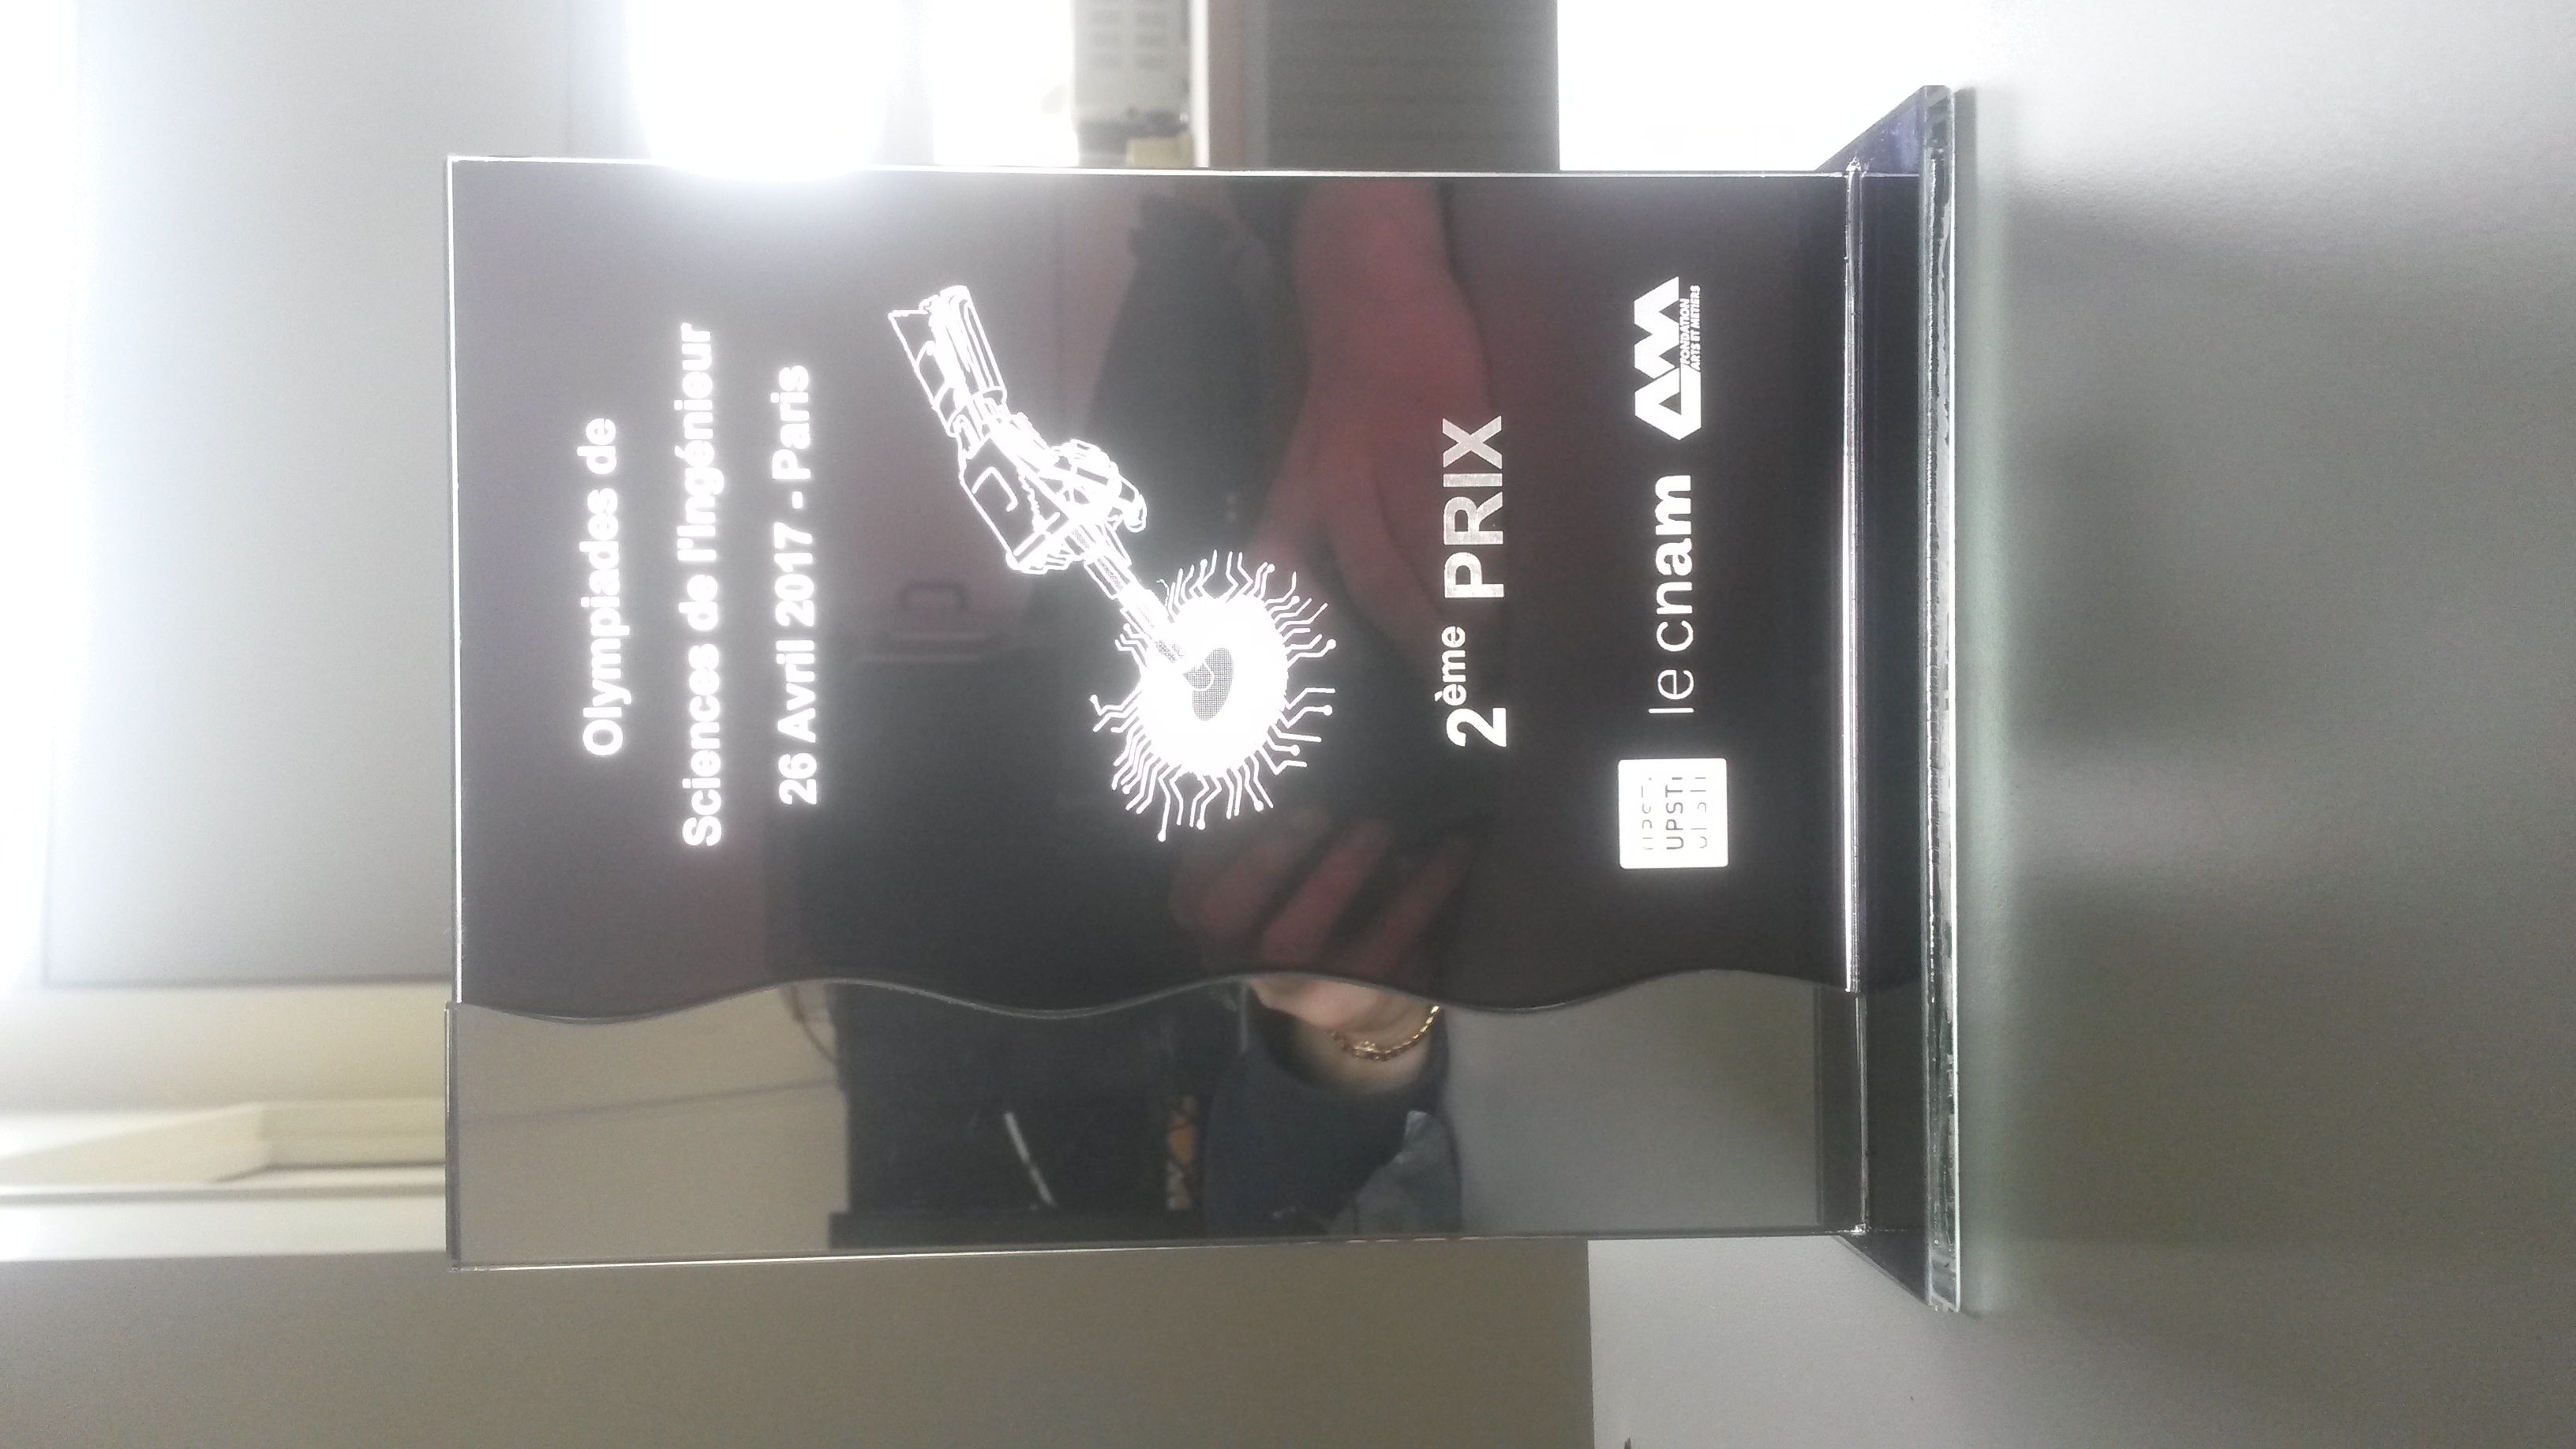 Olympiades de
Sciences de l'Ingénieur
26 Avril 2017 - Paris
2ème PRIX
UPSTI
le cnam
FONDATION
ARTS ET METIERS